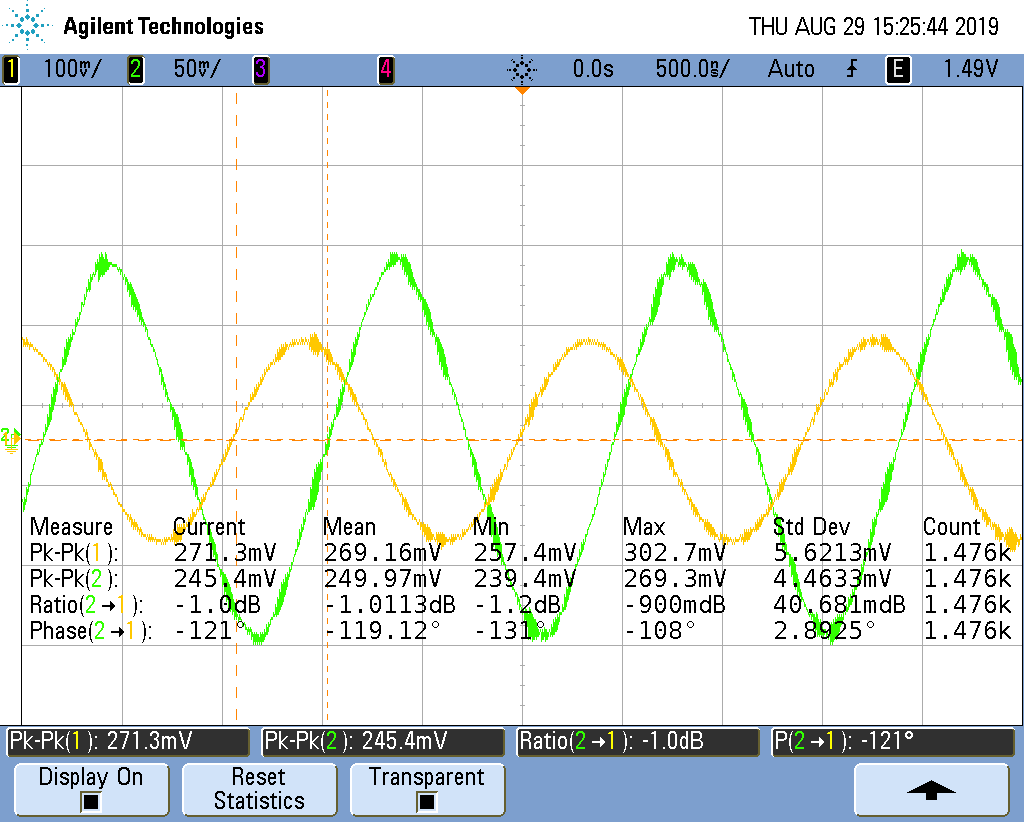 Agilent Technologies THU AUG 29 15:25:44 2019
1 100mV/ 2 50mV/ 3 4 0.0s 500.0ns/ Auto E 1.49V
2
Measure Current Mean Min Max Std Dev Count
Pk-Pk(1): 271.3mV 269.16mV 257.4mV 302.7mV 5.6213mV 1.476k
Pk-Pk(2): 245.4mV 249.97mV 239.4mV 269.3mV 4.4633mV 1.476k
Ratio(2→1): -1.0dB -1.0113dB -1.2dB -900mdB 40.681mdB 1.476k
Phase(2→1): -121° -119.12° -131° -108° 2.8925° 1.476k
Pk-Pk(1): 271.3mV Pk-Pk(2): 245.4mV Ratio(2→1): -1.0dB P(2→1): -121°
Display On Reset Statistics Transparent